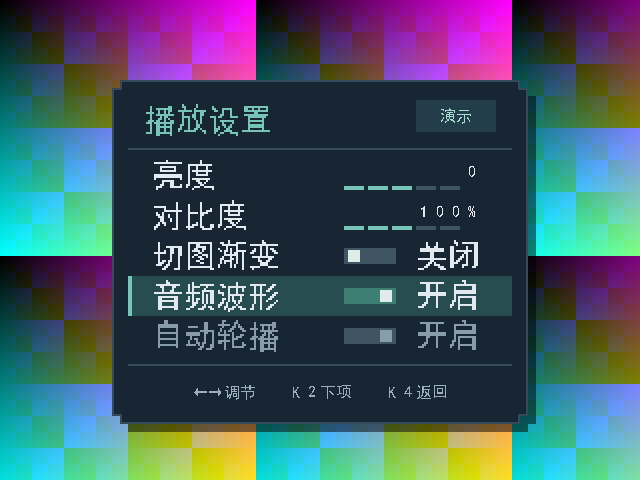 播放设置 演示
亮度 0
对比度 100%
切图渐变 关闭
音频波形 开启
自动轮播 开启
←→调节 K2下项 K4返回